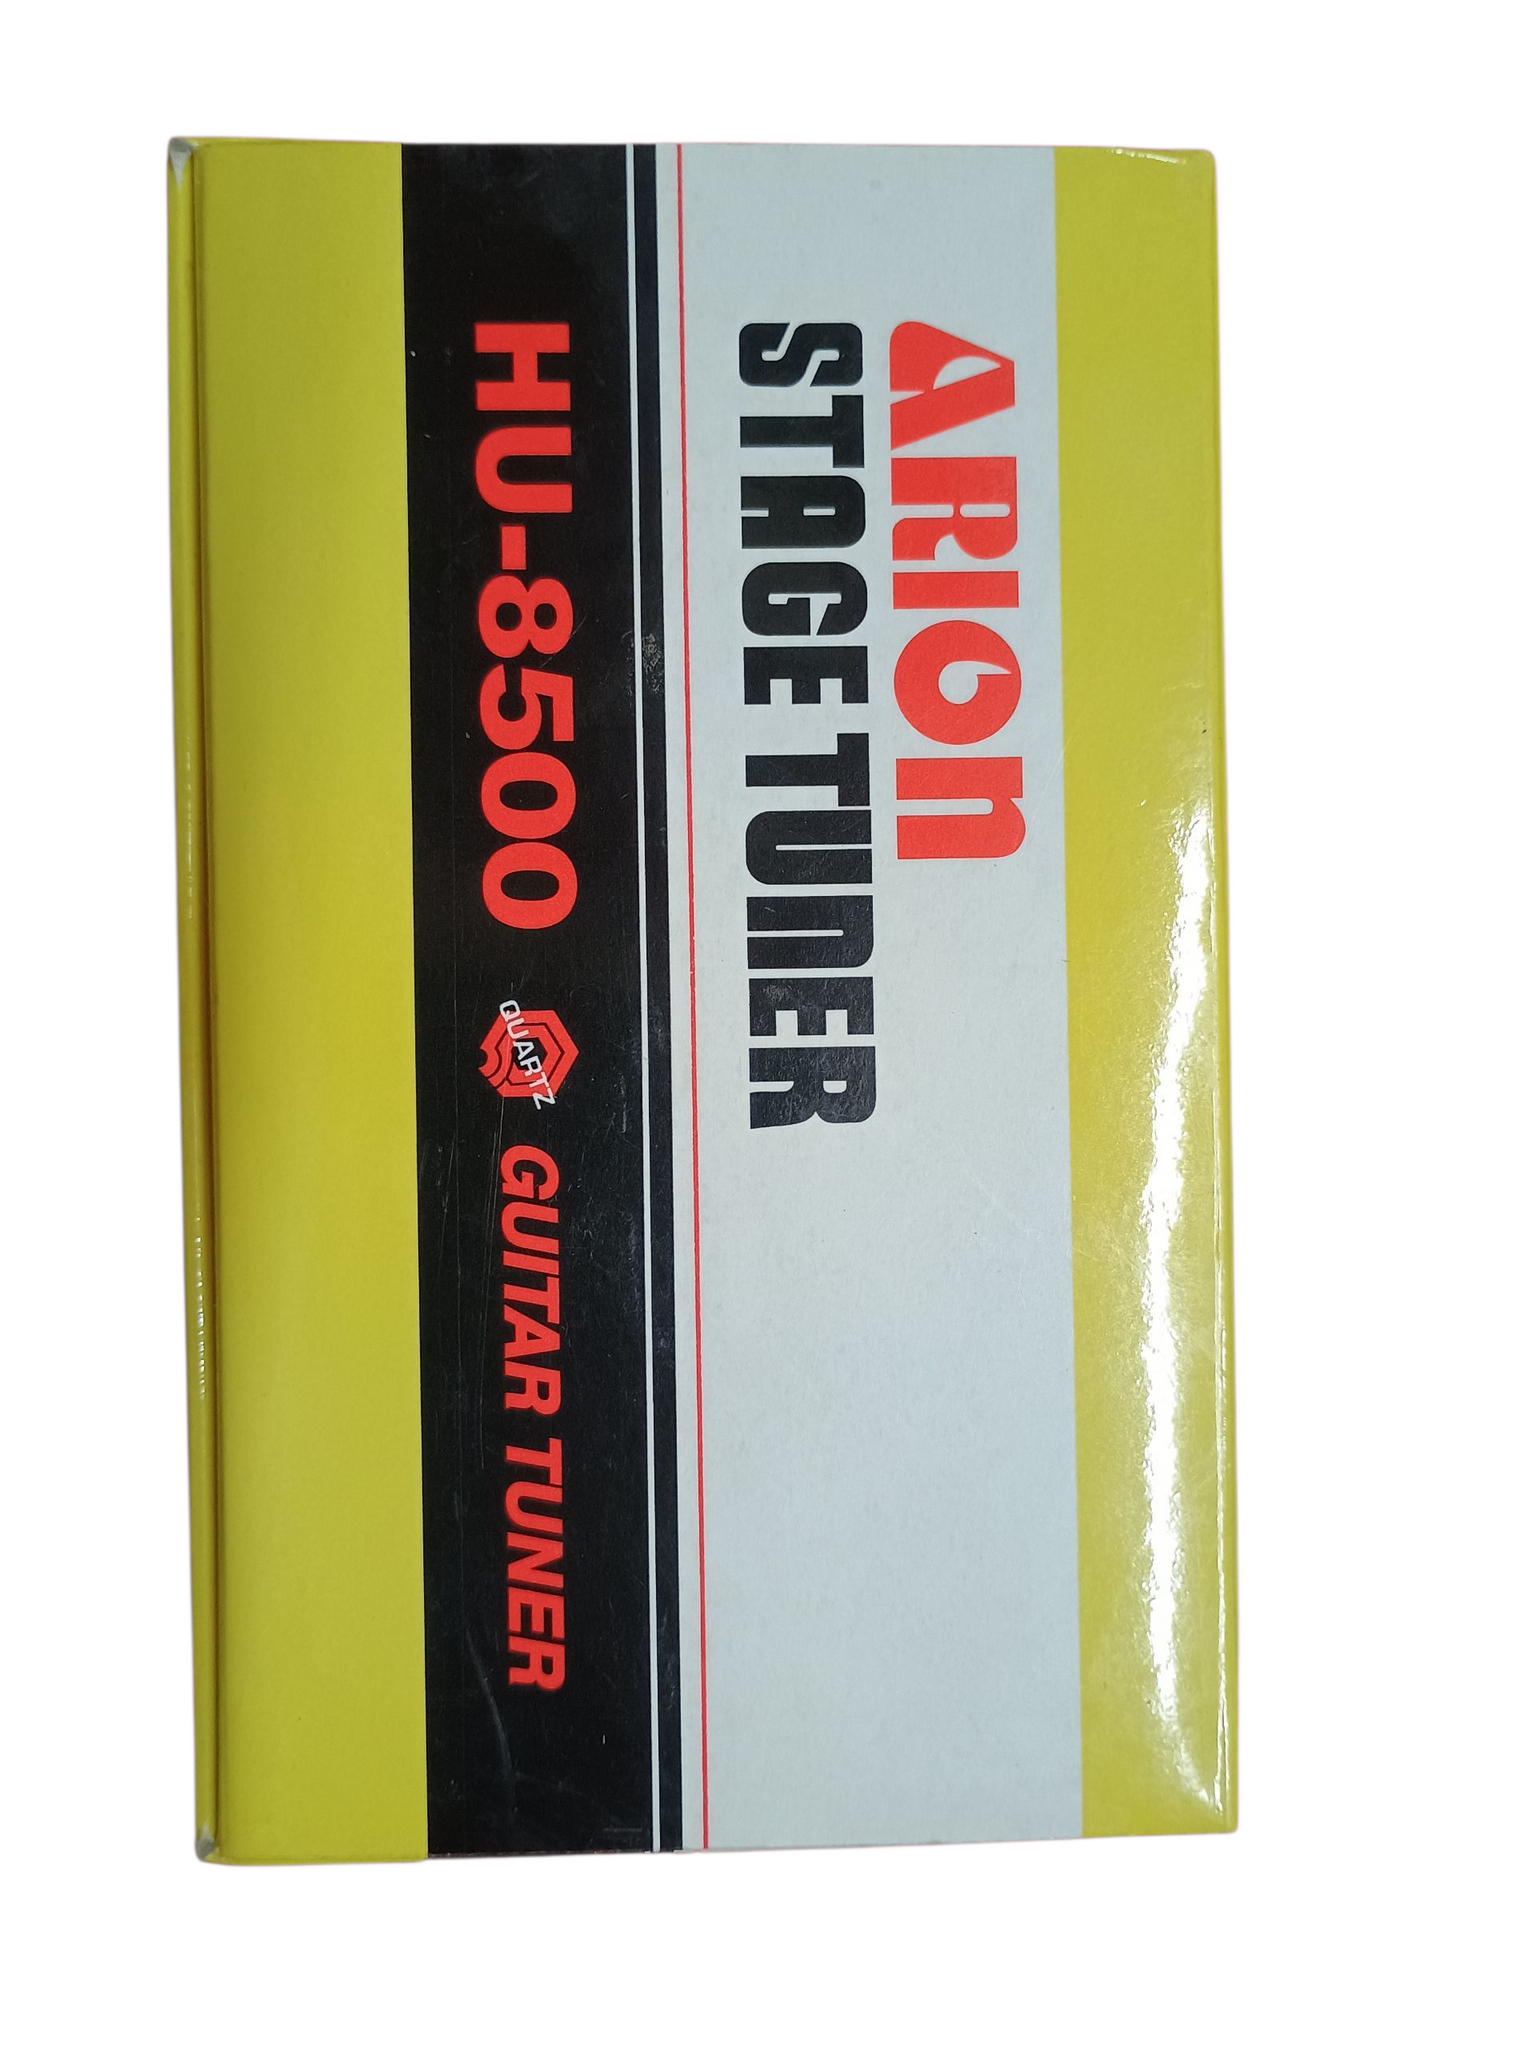 ARION
STAGE TUNER
HU-8500 QUARTZ GUITAR TUNER